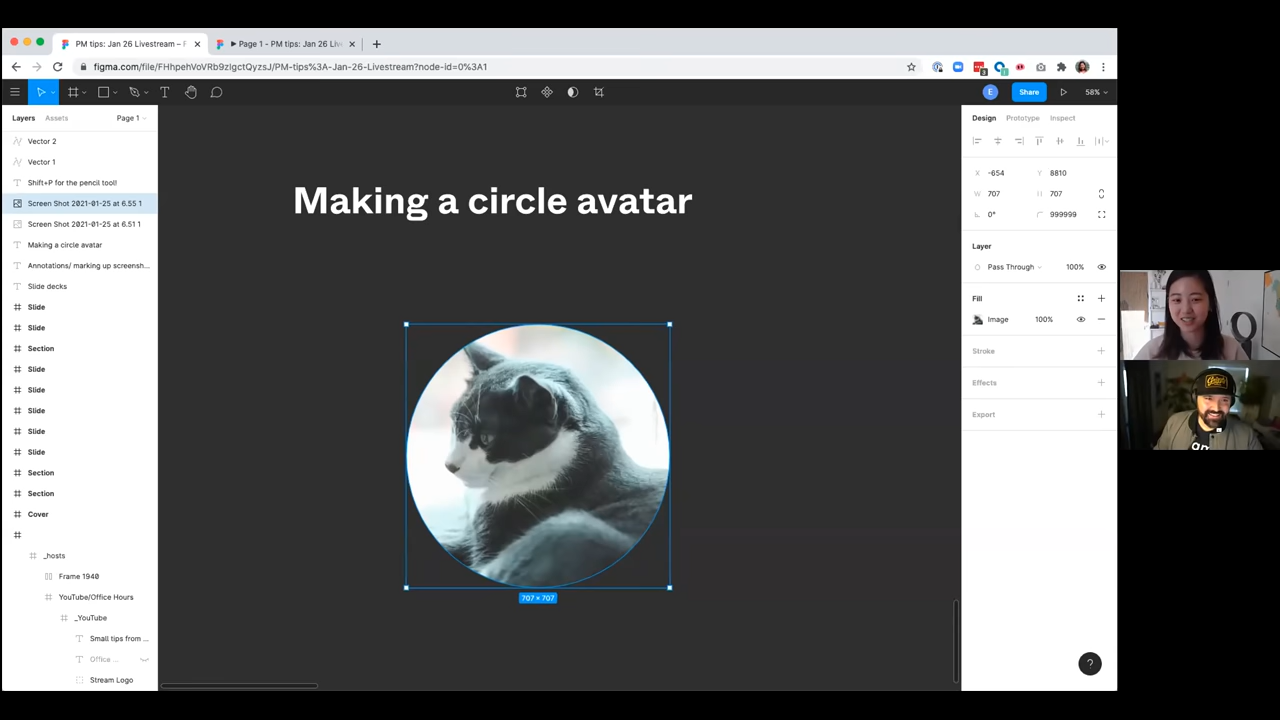 PM tips: Jan 26 Livestream – F
Page 1 - PM tips: Jan 26 Live
figma.com/file/FHhpehVoVRb9zIgctQyzsJ/PM-tips%3A-Jan-26-Livestream?node-id=0%3A1
E
Share
58%
Layers
Assets
Page 1
Design
Prototype
Inspect
Vector 2
Vector 1
Shift+P for the pencil tool!
Screen Shot 2021-01-25 at 6.55 1
Screen Shot 2021-01-25 at 6.51 1
Making a circle avatar
Annotations/ marking up screensh...
Slide decks
Slide
Slide
Section
Slide
Slide
Slide
Slide
Slide
Section
Section
Cover
_hosts
Frame 1940
YouTube/Office Hours
_YouTube
Small tips from ...
Office ...
Stream Logo
Making a circle avatar
707 × 707
X -654 Y 8810
W 707 H 707
0° 999999
Layer
Pass Through 100%
Fill
Image 100%
Stroke
Effects
Export
?